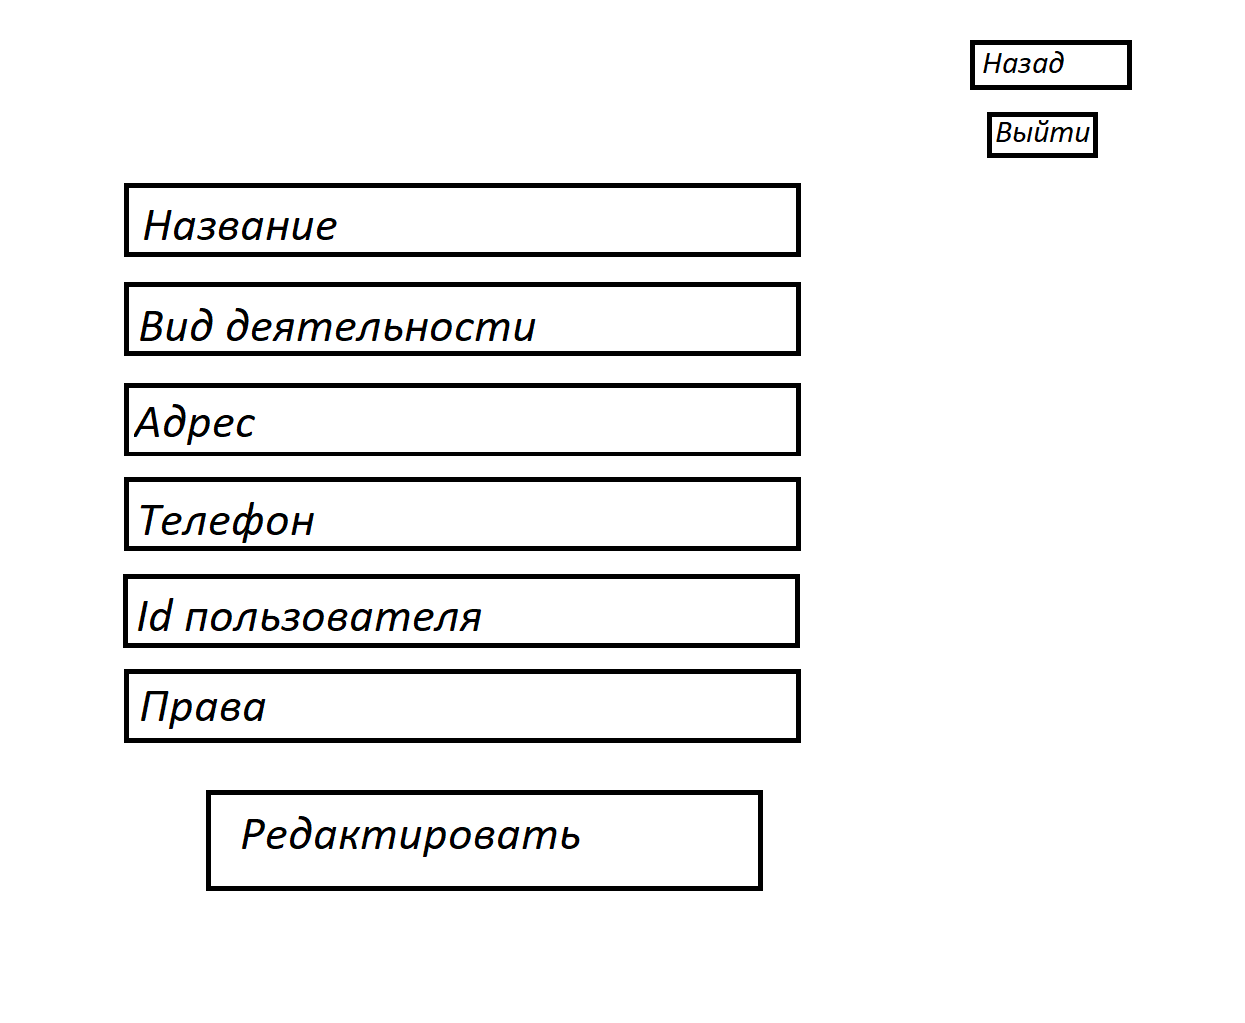 Назад
Выйти
Название
Вид деятельности
Адрес
Телефон
Id пользователя
Права
Редактировать